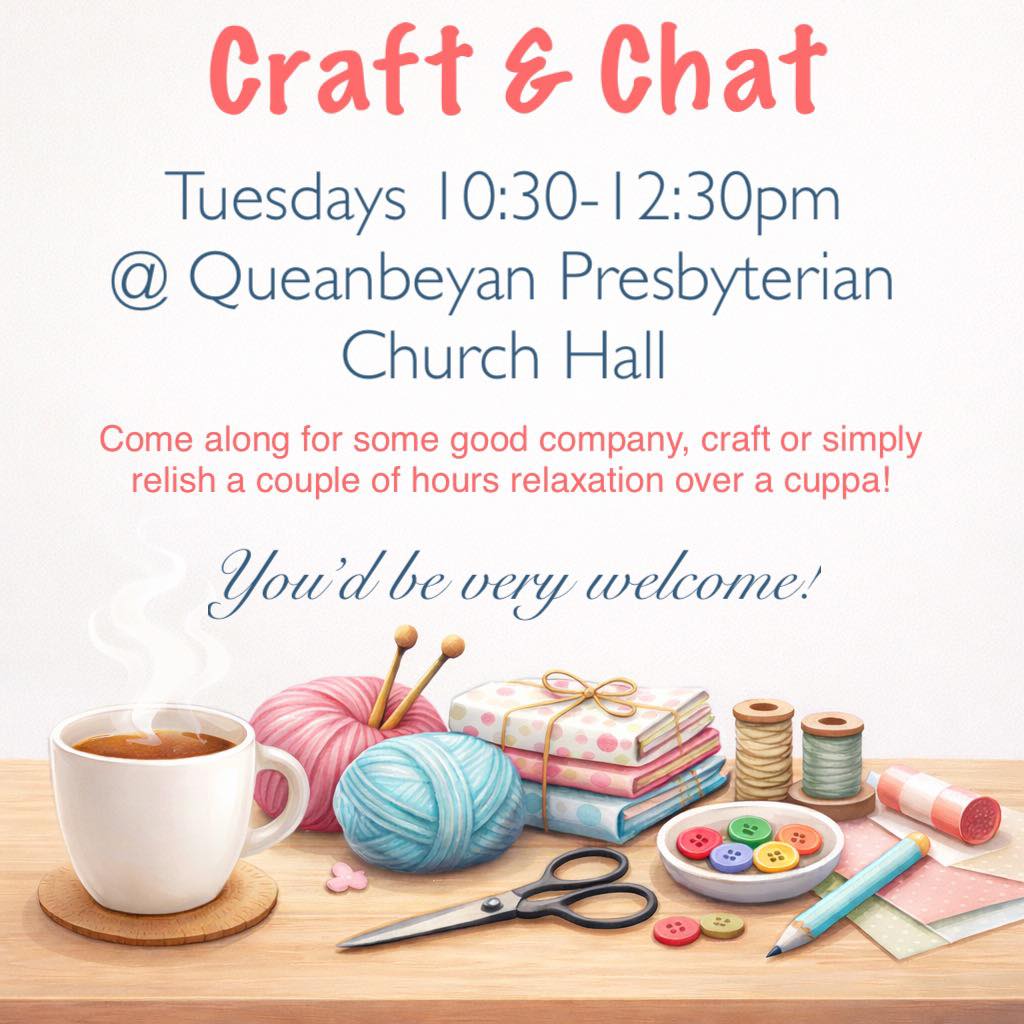 Craft & Chat
Tuesdays 10:30-12:30pm
@ Queanbeyan Presbyterian
Church Hall
Come along for some good company, craft or simply
relish a couple of hours relaxation over a cuppa!
You'd be very welcome!